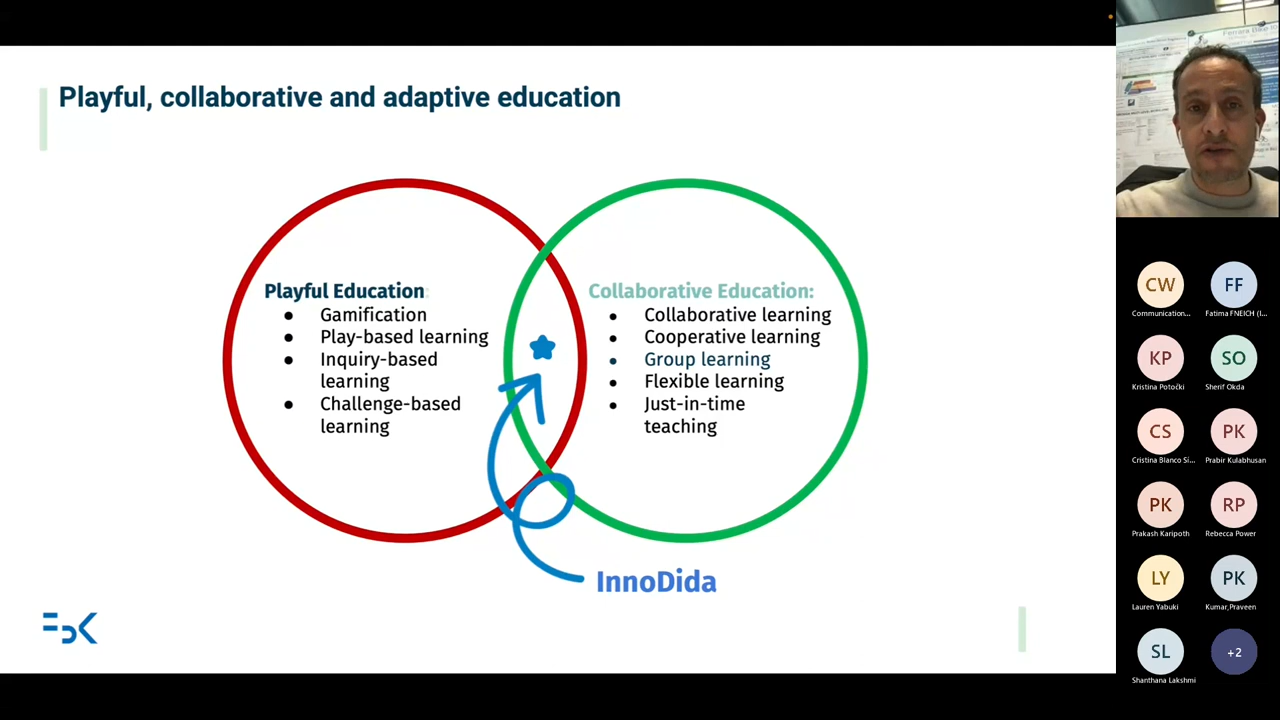 Playful, collaborative and adaptive education
Playful Education:
Gamification
Play-based learning
Inquiry-based
learning
Challenge-based
learning
Collaborative Education:
Collaborative learning
Cooperative learning
Group learning
Flexible learning
Just-in-time
teaching
InnoDida
FBK
CW
Communication...
FF
Fatima FNEICH (I...
KP
Kristina Potočki
SO
Sherif Okda
CS
Cristina Blanco Sí...
PK
Prabir Kulabhusan
PK
Prakash Karipoth
RP
Rebecca Power
LY
Lauren Yabuki
PK
Kumar,Praveen
SL
Shanthana Lakshmi
+2